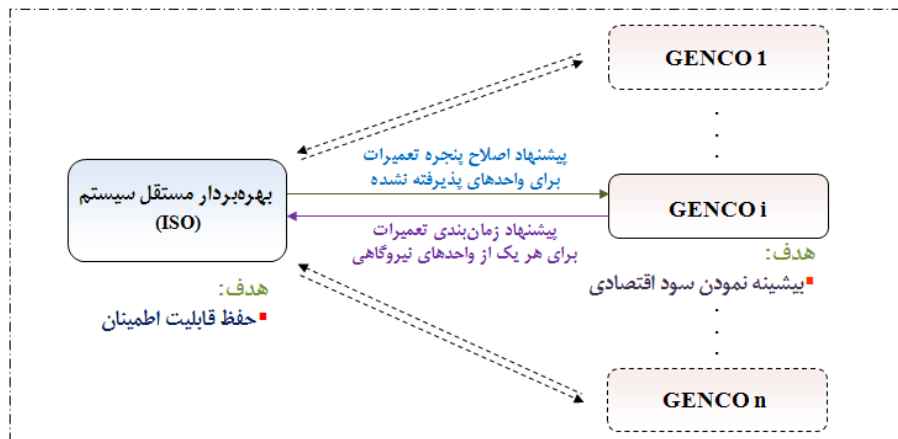 GENCO 1
پیشنهاد اصلاح پنجره تعمیرات
برای واحدهای پذیرفته نشده
بهره‌بردار مستقل سیستم
(ISO)
GENCO i
پیشنهاد زمان‌بندی تعمیرات
برای هر یک از واحدهای نیروگاهی
هدف:
بیشینه نمودن سود اقتصادی
هدف:
حفظ قابلیت اطمینان
GENCO n